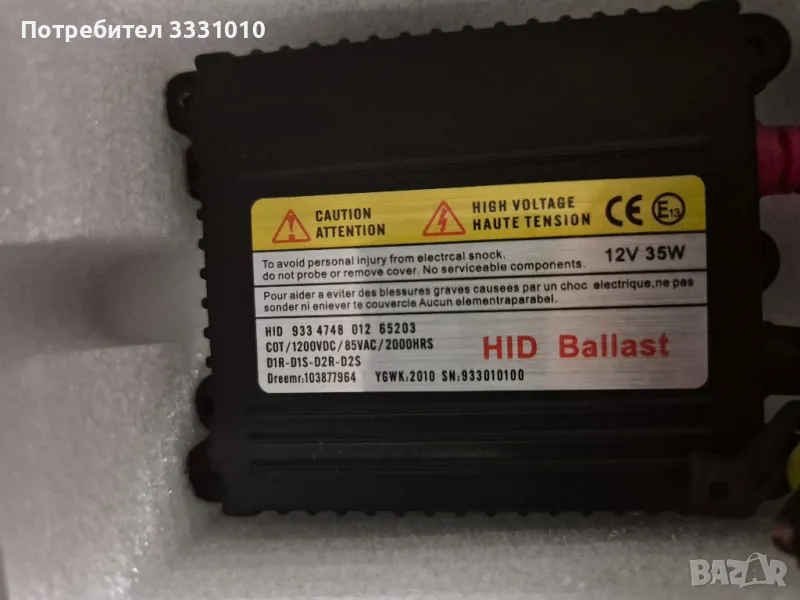 Потребител 3331010
CAUTION
ATTENTION
HIGH VOLTAGE
HAUTE TENSION
CE E13
To avoid personal injury from electrcal snock.
do not probe or remove cover. No serviceable components.
12V 35W
Pour aider a eviter des blessures graves causees par un choc electrique,ne pas
sonder ni enlever te couvercle Aucun elementraparabel.
HID 933 4748 012 65203
COT/1200VDC/85VAC/2000HRS
D1R-D1S-D2R-D2S
Dreemr:103877964 YGWK:2010 SN:933010100
HID Ballast
BAZAR